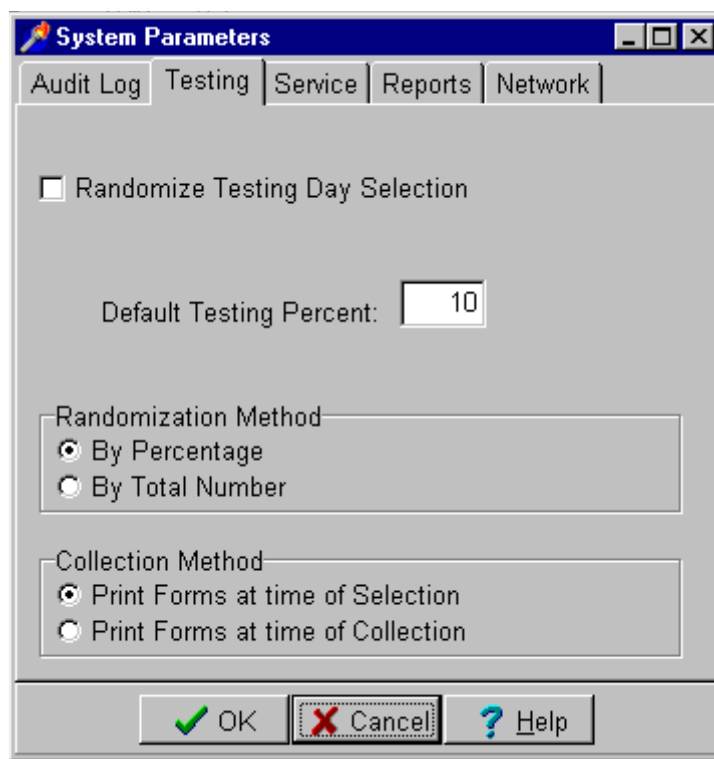 System Parameters
Audit Log Testing Service Reports Network
Randomize Testing Day Selection
Default Testing Percent: 10
Randomization Method
By Percentage
By Total Number
Collection Method
Print Forms at time of Selection
Print Forms at time of Collection
OK Cancel Help